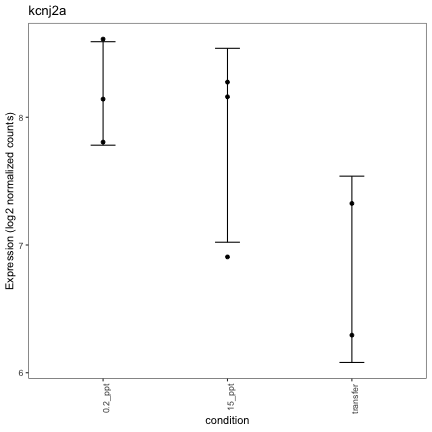 kcnj2a
Expression (log2 normalized counts)
8
7
6
0.2_ppt
15_ppt
transfer
condition